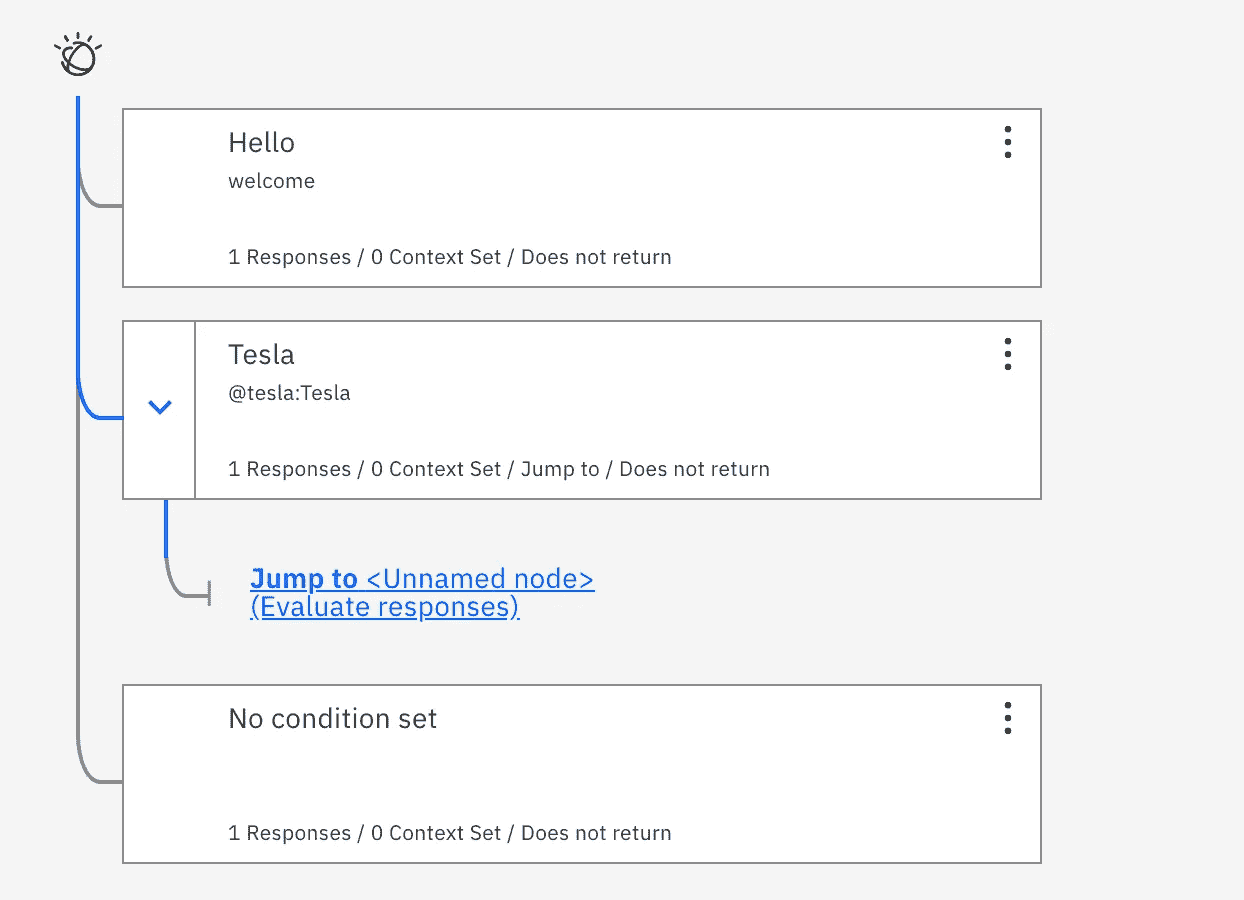 Hello
welcome
1 Responses / 0 Context Set / Does not return
Tesla
@tesla:Tesla
1 Responses / 0 Context Set / Jump to / Does not return
Jump to <Unnamed node>
(Evaluate responses)
No condition set
1 Responses / 0 Context Set / Does not return